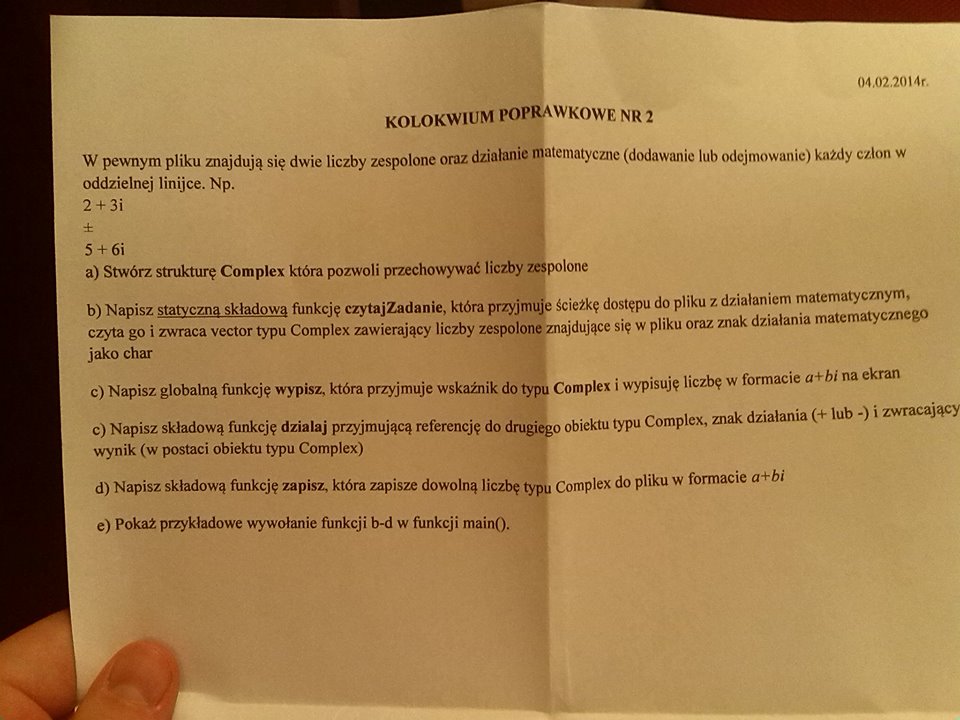 04.02.2014r.
KOLOKWIUM POPRAWKOWE NR 2
W pewnym pliku znajdują się dwie liczby zespolone oraz działanie matematyczne (dodawanie lub odejmowanie) każdy człon w
oddzielnej linijce. Np.
2 + 3i
±
5 + 6i
a) Stwórz strukturę Complex która pozwoli przechowywać liczby zespolone
b) Napisz statyczną składową funkcję czytajZadanie, która przyjmuje ścieżkę dostępu do pliku z działaniem matematycznym,
czyta go i zwraca vector typu Complex zawierający liczby zespolone znajdujące się w pliku oraz znak działania matematycznego
jako char
c) Napisz globalną funkcję wypisz, która przyjmuje wskaźnik do typu Complex i wypisuję liczbę w formacie a+bi na ekran
c) Napisz składową funkcję dzialaj przyjmującą referencję do drugiego obiektu typu Complex, znak działania (+ lub -) i zwracający
wynik (w postaci obiektu typu Complex)
d) Napisz składową funkcję zapisz, która zapisze dowolną liczbę typu Complex do pliku w formacie a+bi
e) Pokaż przykładowe wywołanie funkcji b-d w funkcji main().